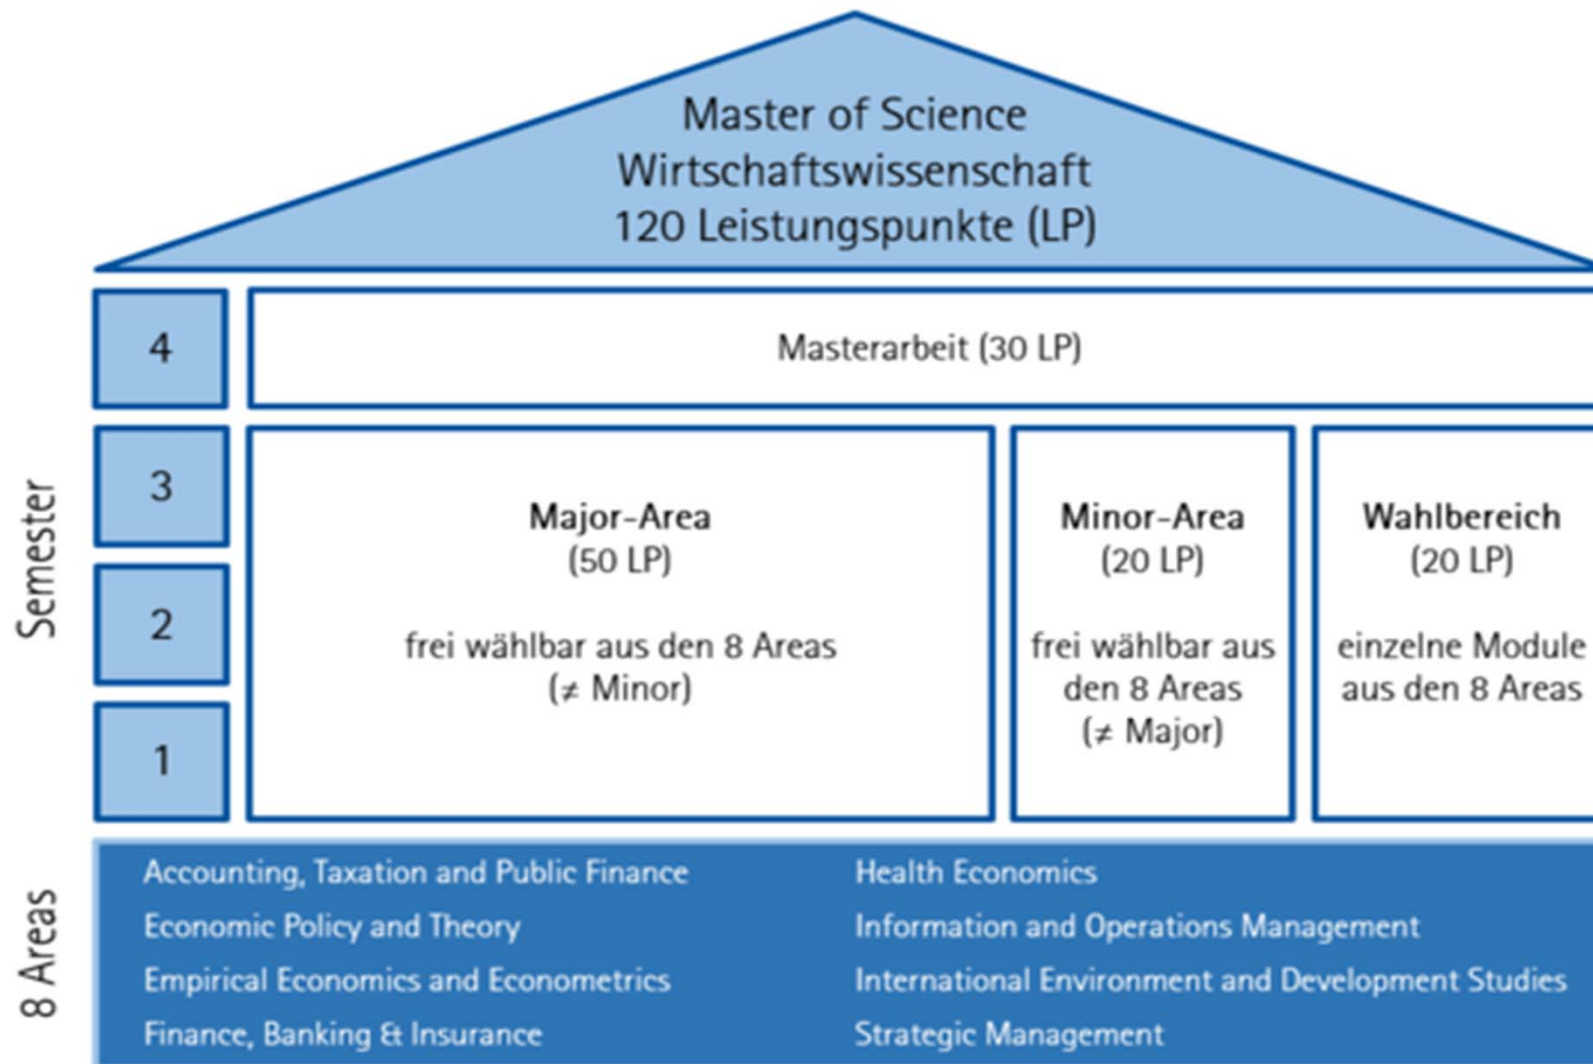 Master of Science
Wirtschaftswissenschaft
120 Leistungspunkte (LP)
Semester
4
Masterarbeit (30 LP)
3
2
1
Major-Area
(50 LP)
frei wählbar aus den 8 Areas
(≠ Minor)
Minor-Area
(20 LP)
frei wählbar aus
den 8 Areas
(≠ Major)
Wahlbereich
(20 LP)
einzelne Module
aus den 8 Areas
8 Areas
Accounting, Taxation and Public Finance
Economic Policy and Theory
Empirical Economics and Econometrics
Finance, Banking & Insurance
Health Economics
Information and Operations Management
International Environment and Development Studies
Strategic Management